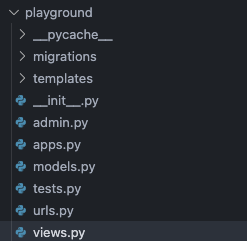 playground
__pycache__
migrations
templates
__init__.py
admin.py
apps.py
models.py
tests.py
urls.py
views.py